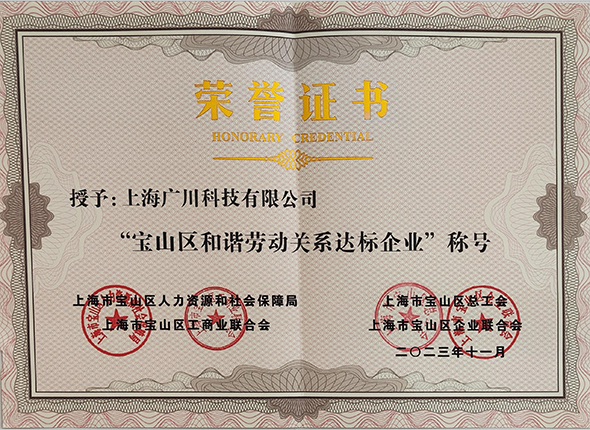 荣誉证书
HONORARY CREDENTIAL
授予：上海广川科技有限公司
“宝山区和谐劳动关系达标企业”称号
上海市宝山区人力资源和社会保障局
上海市宝山区总工会
上海市宝山区工商业联合会
上海市宝山区企业联合会
二〇二三年十一月